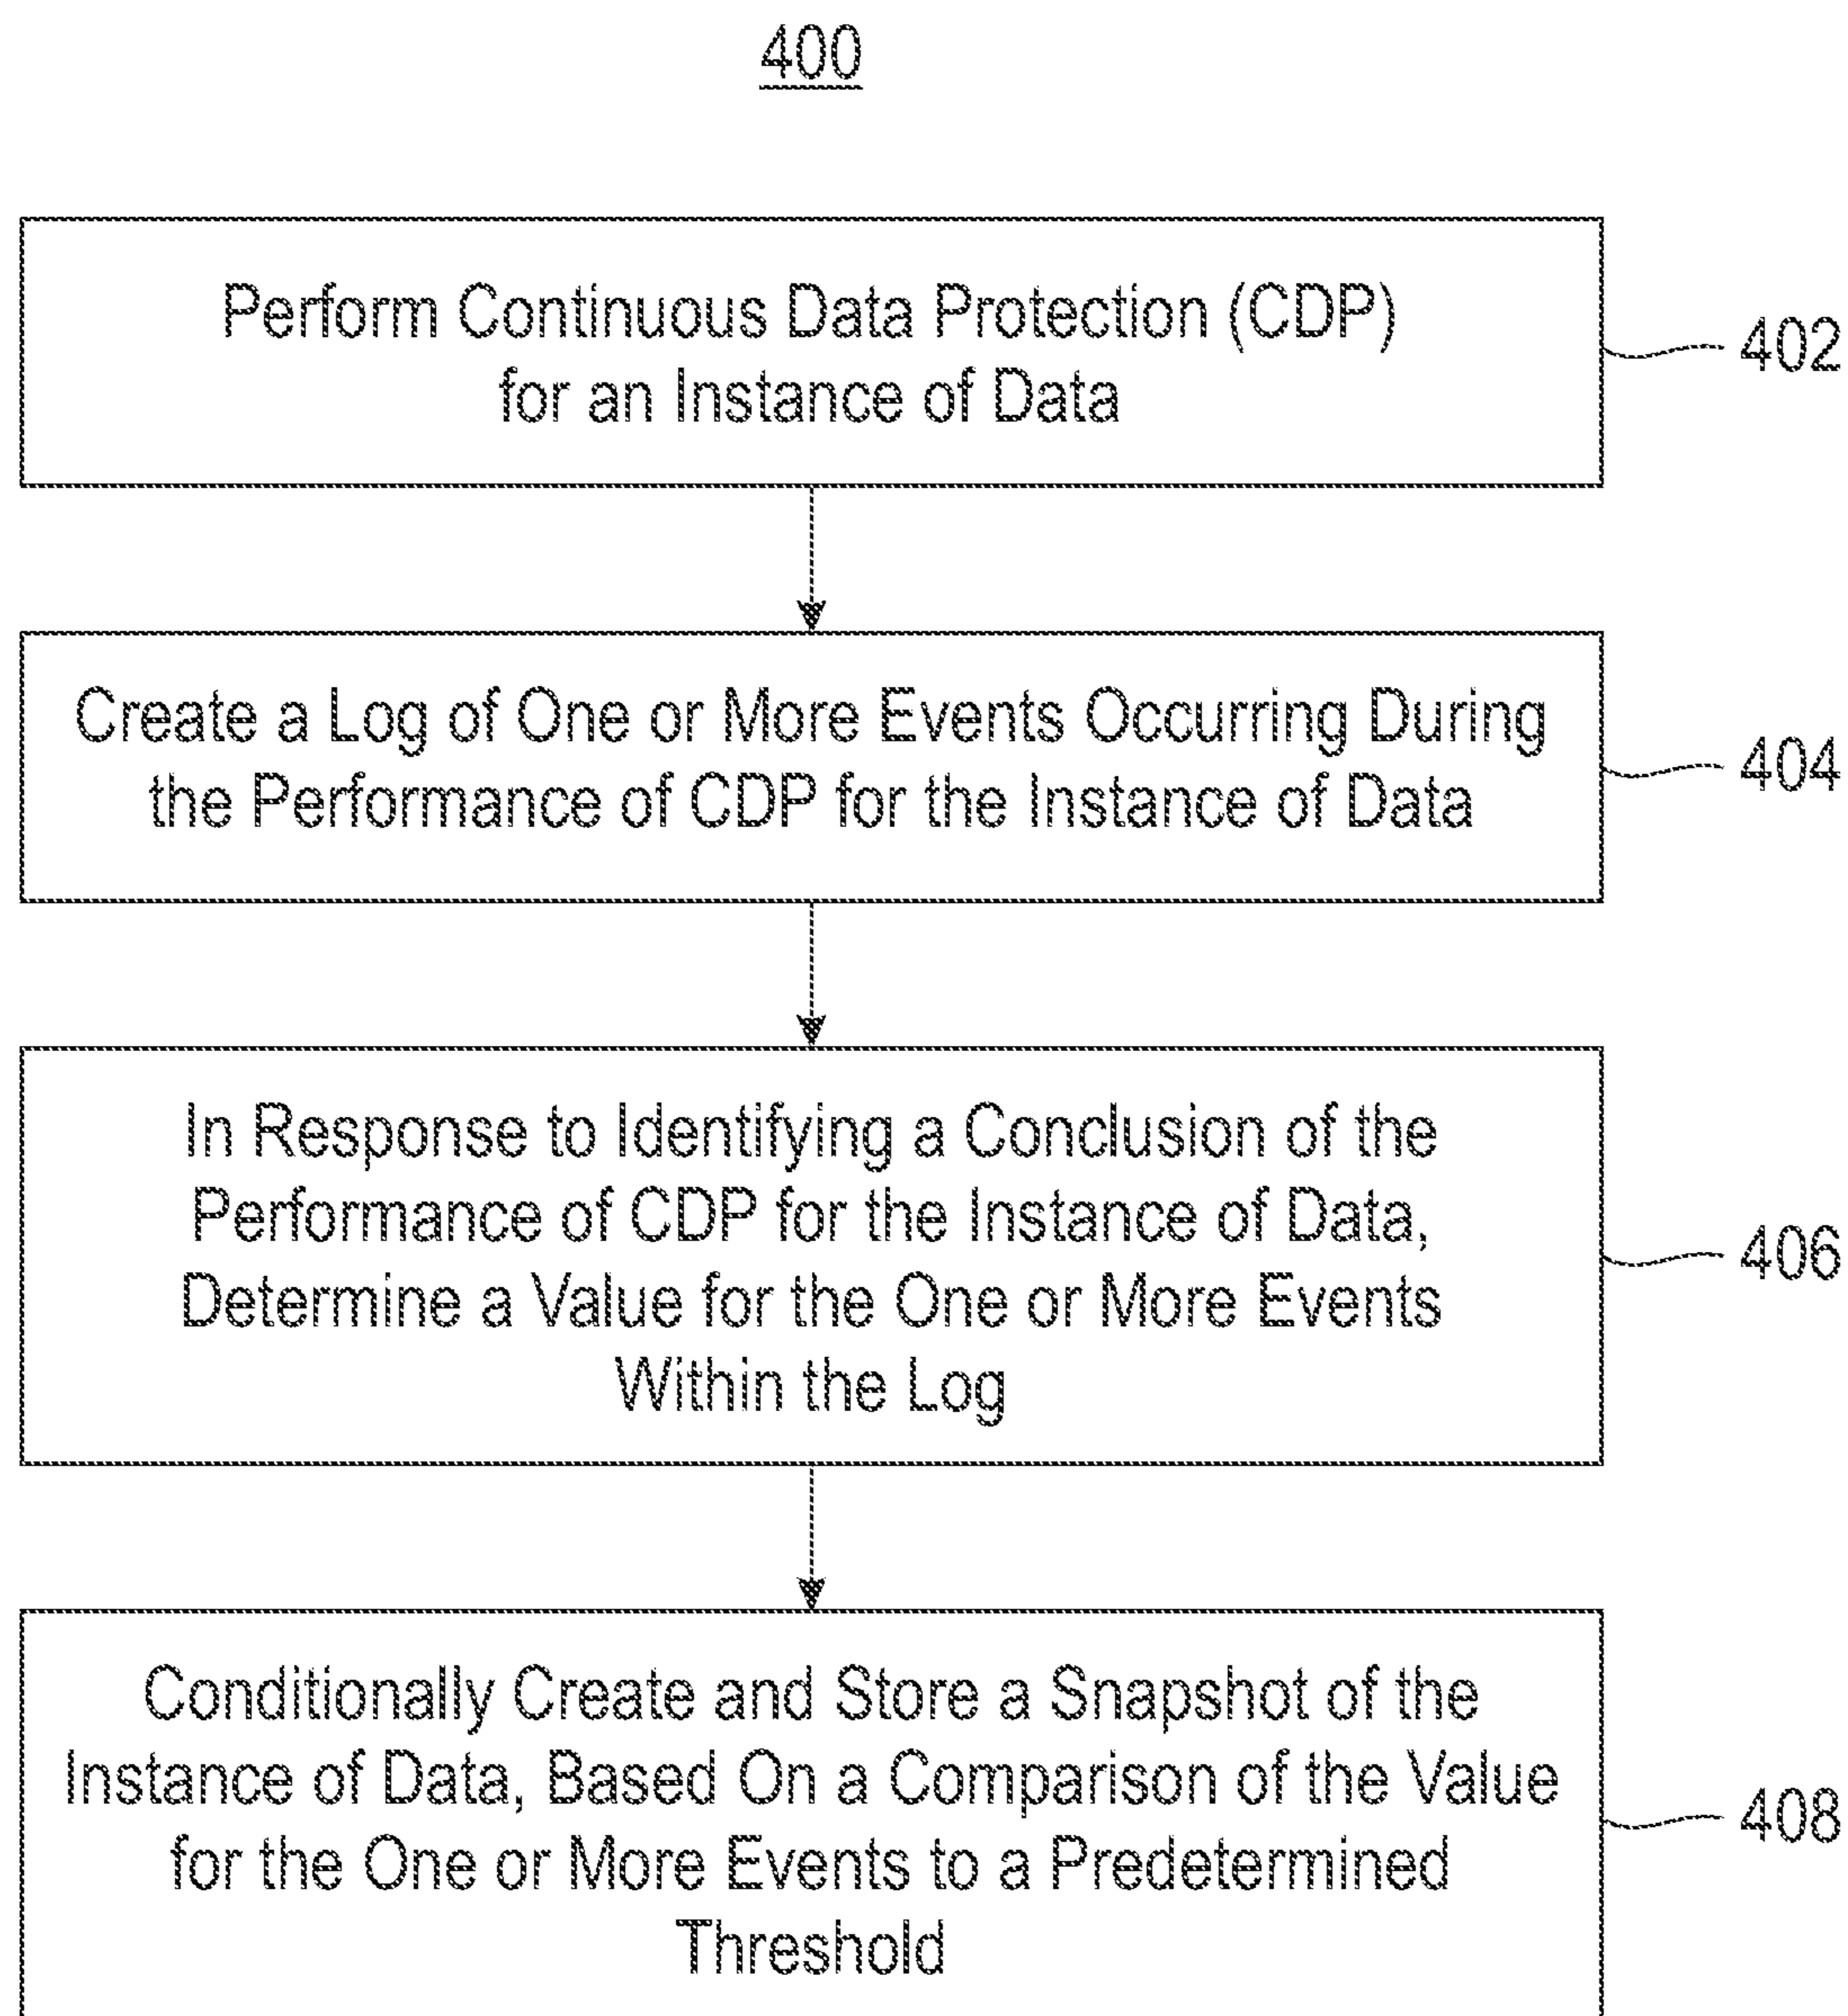 400
Perform Continuous Data Protection (CDP)
for an Instance of Data
402
Create a Log of One or More Events Occurring During
the Performance of CDP for the Instance of Data
404
In Response to Identifying a Conclusion of the
Performance of CDP for the Instance of Data,
Determine a Value for the One or More Events
Within the Log
406
Conditionally Create and Store a Snapshot of the
Instance of Data, Based On a Comparison of the Value
for the One or More Events to a Predetermined
Threshold
408